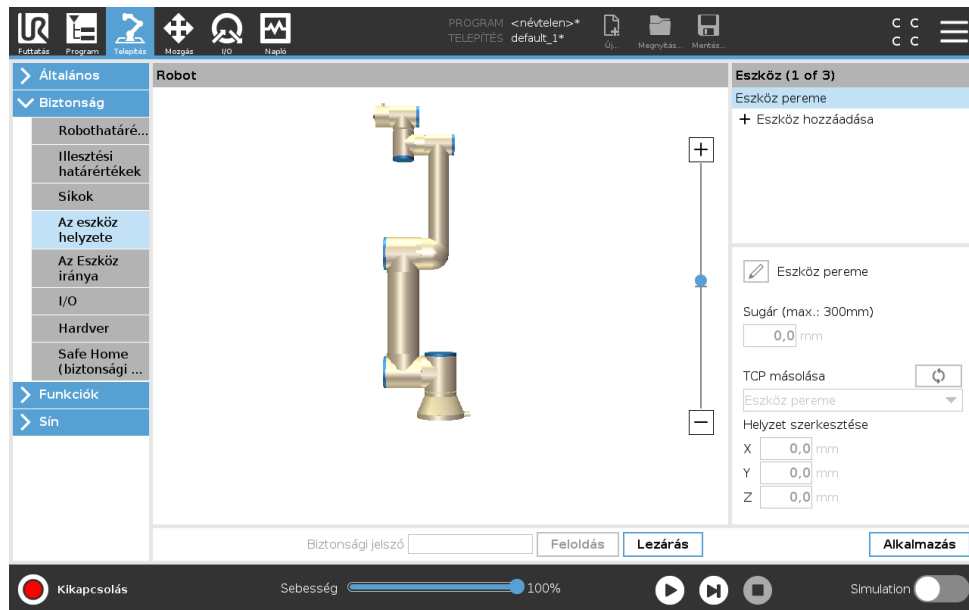 UR
Futtatás
Program
Telepítés
Mozgás
I/O
Napló
PROGRAM <névtelen>*
TELEPÍTÉS default_1*
Új...
Megnyitás...
Mentés...
C C
C C
Általános
Biztonság
Robothatáré...
Illesztési
határértékek
Síkok
Az eszköz
helyzete
Az Eszköz
iránya
I/O
Hardver
Safe Home
(biztonsági ...
Funkciók
Sín
Robot
Eszköz (1 of 3)
Eszköz pereme
+ Eszköz hozzáadása
Eszköz pereme
Sugár (max.: 300mm)
0,0 mm
TCP másolása
Eszköz pereme
Helyzet szerkesztése
X 0,0 mm
Y 0,0 mm
Z 0,0 mm
Biztonsági jelszó
Feloldás
Lezárás
Alkalmazás
Kikapcsolás
Sebesség
100%
Simulation